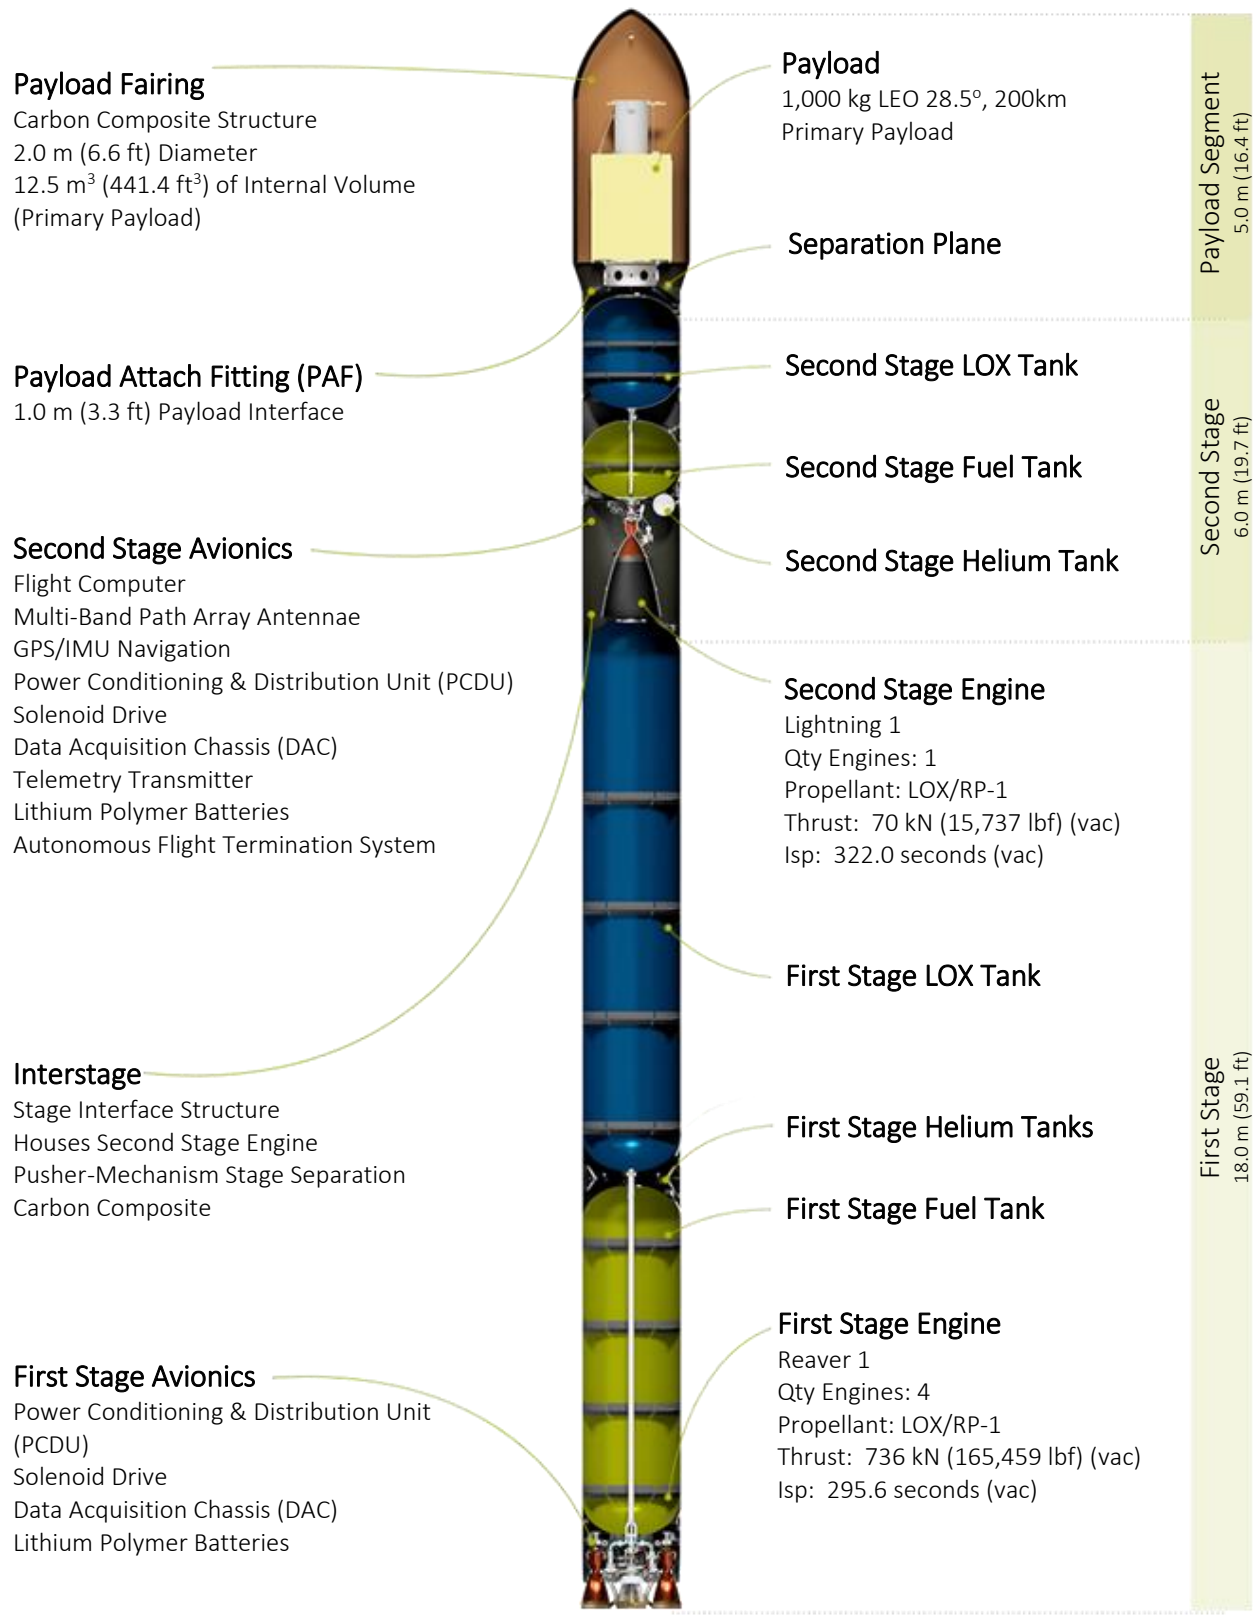 Payload Fairing
Carbon Composite Structure
2.0 m (6.6 ft) Diameter
12.5 m³ (441.4 ft³) of Internal Volume
(Primary Payload)
Payload
1,000 kg LEO 28.5º, 200km
Primary Payload
Separation Plane
Payload Segment
5.0 m (16.4 ft)
Payload Attach Fitting (PAF)
1.0 m (3.3 ft) Payload Interface
Second Stage LOX Tank
Second Stage Fuel Tank
Second Stage Helium Tank
Second Stage
6.0 m (19.7 ft)
Second Stage Avionics
Flight Computer
Multi-Band Path Array Antennae
GPS/IMU Navigation
Power Conditioning & Distribution Unit (PCDU)
Solenoid Drive
Data Acquisition Chassis (DAC)
Telemetry Transmitter
Lithium Polymer Batteries
Autonomous Flight Termination System
Second Stage Engine
Lightning 1
Qty Engines: 1
Propellant: LOX/RP-1
Thrust: 70 kN (15,737 lbf) (vac)
Isp: 322.0 seconds (vac)
First Stage LOX Tank
Interstage
Stage Interface Structure
Houses Second Stage Engine
Pusher-Mechanism Stage Separation
Carbon Composite
First Stage Helium Tanks
First Stage Fuel Tank
First Stage
18.0 m (59.1 ft)
First Stage Avionics
Power Conditioning & Distribution Unit
(PCDU)
Solenoid Drive
Data Acquisition Chassis (DAC)
Lithium Polymer Batteries
First Stage Engine
Reaver 1
Qty Engines: 4
Propellant: LOX/RP-1
Thrust: 736 kN (165,459 lbf) (vac)
Isp: 295.6 seconds (vac)